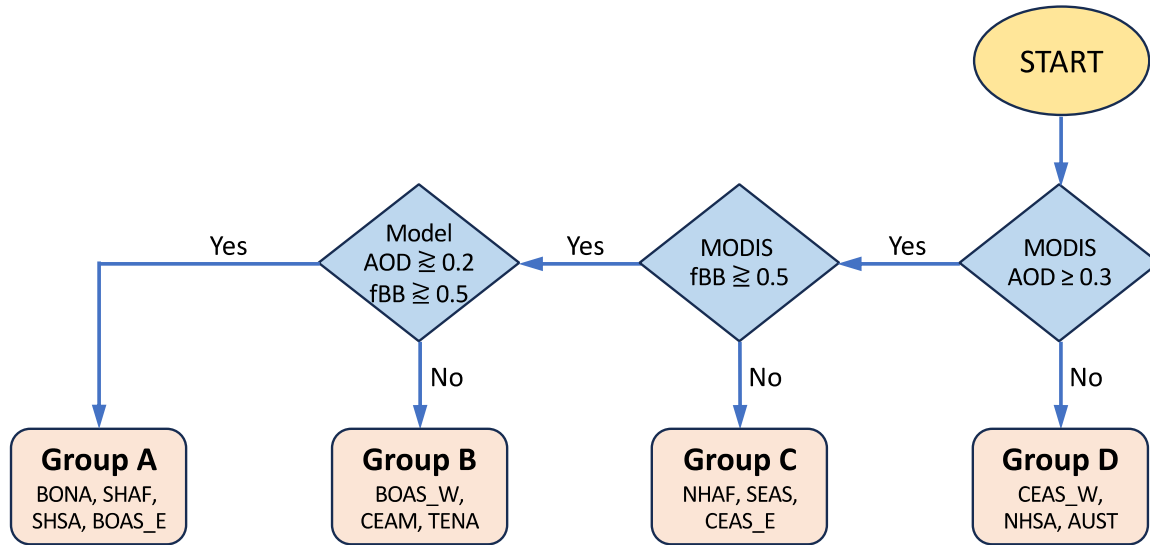 START
MODIS
AOD ≥ 0.3
Yes
No
MODIS
fBB ⪎ 0.5
Yes
No
Model
AOD ⪎ 0.2
fBB ⪎ 0.5
Yes
No
Group A
BONA, SHAF,
SHSA, BOAS_E
Group B
BOAS_W,
CEAM, TENA
Group C
NHAF, SEAS,
CEAS_E
Group D
CEAS_W,
NHSA, AUST